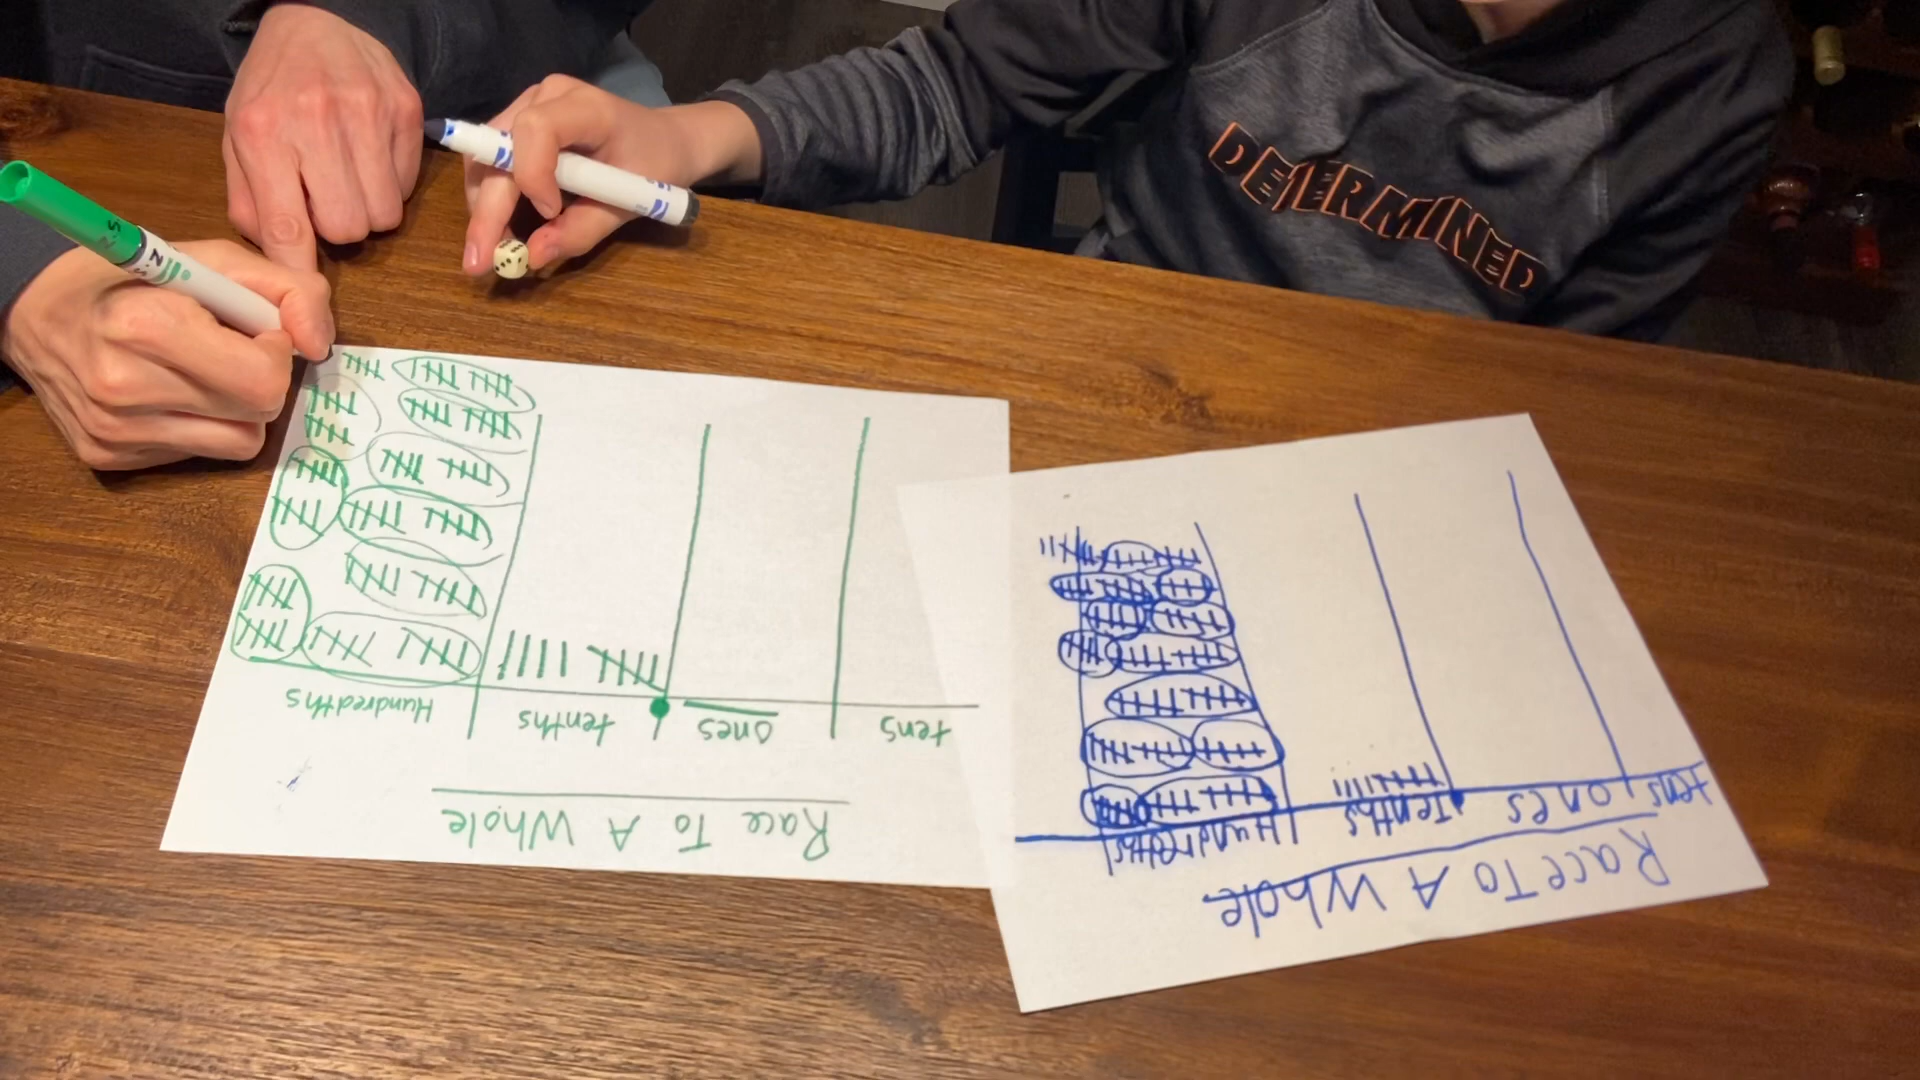 DETERMINED
Race To A Whole
tens ones tenths Hundredths
Race To A Whole
tens ones Tenths Hundredths